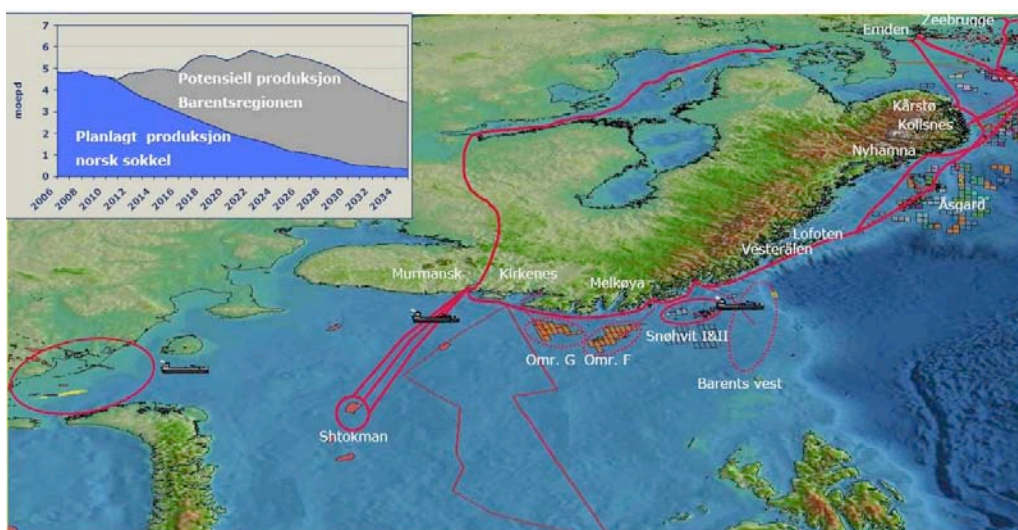 7
6
5
4
3
2
1
0
moepd
Potensiell produksjon
Barentsregionen
Planlagt produksjon
norsk sokkel
2006
2008
2010
2012
2014
2016
2018
2020
2022
2024
2026
2028
2030
2032
2034
Zeebrugge
Emden
Kårstø
Kollsnes
Nyhamna
Åsgard
Lofoten
Vesterålen
Murmansk
Kirkenes
Melkøya
Snøhvit I&II
Omr. G
Omr. F
Barents vest
Shtokman